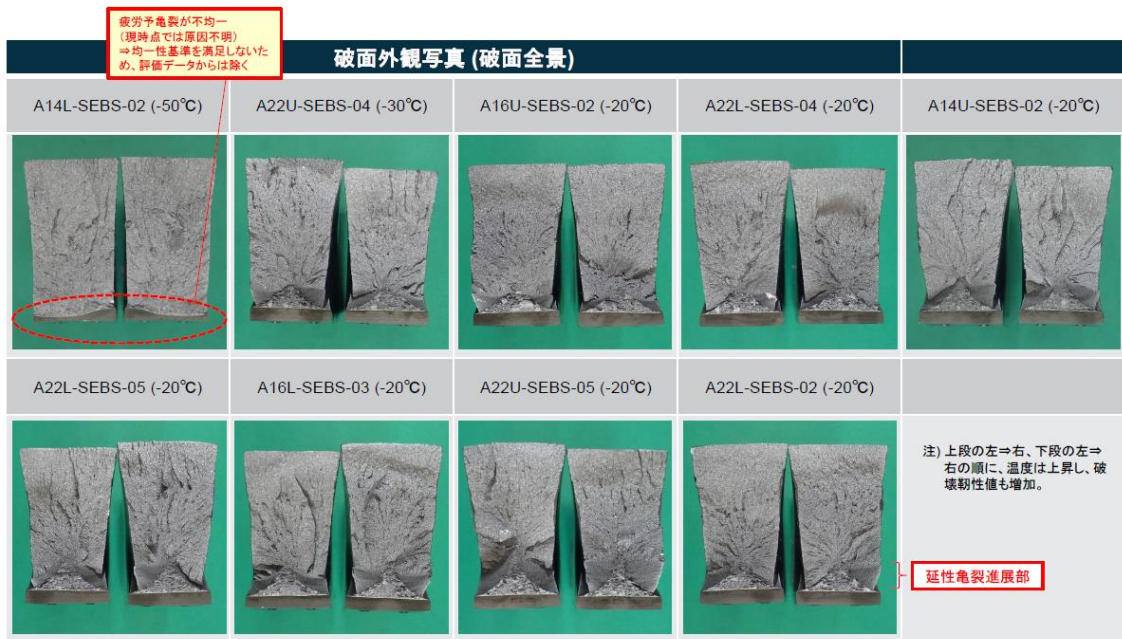 疲労予亀裂が不均一
(現時点では原因不明)
⇒均一性基準を満足しないた
め、評価データからは除く
破面外観写真 (破面全景)
A14L-SEBS-02 (-50℃)
A22U-SEBS-04 (-30℃)
A16U-SEBS-02 (-20℃)
A22L-SEBS-04 (-20℃)
A14U-SEBS-02 (-20℃)
A22L-SEBS-05 (-20℃)
A16L-SEBS-03 (-20℃)
A22U-SEBS-05 (-20℃)
A22L-SEBS-02 (-20℃)
注) 上段の左⇒右、下段の左⇒
右の順に、温度は上昇し、破
壊靭性値も増加。
延性亀裂進展部